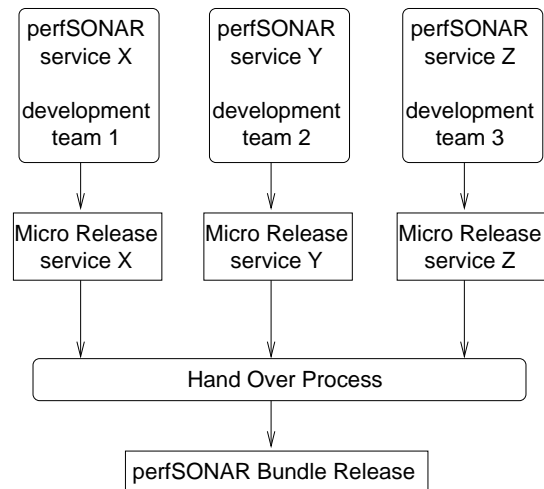 perfSONAR
service X
development
team 1
perfSONAR
service Y
development
team 2
perfSONAR
service Z
development
team 3
Micro Release
service X
Micro Release
service Y
Micro Release
service Z
Hand Over Process
perfSONAR Bundle Release